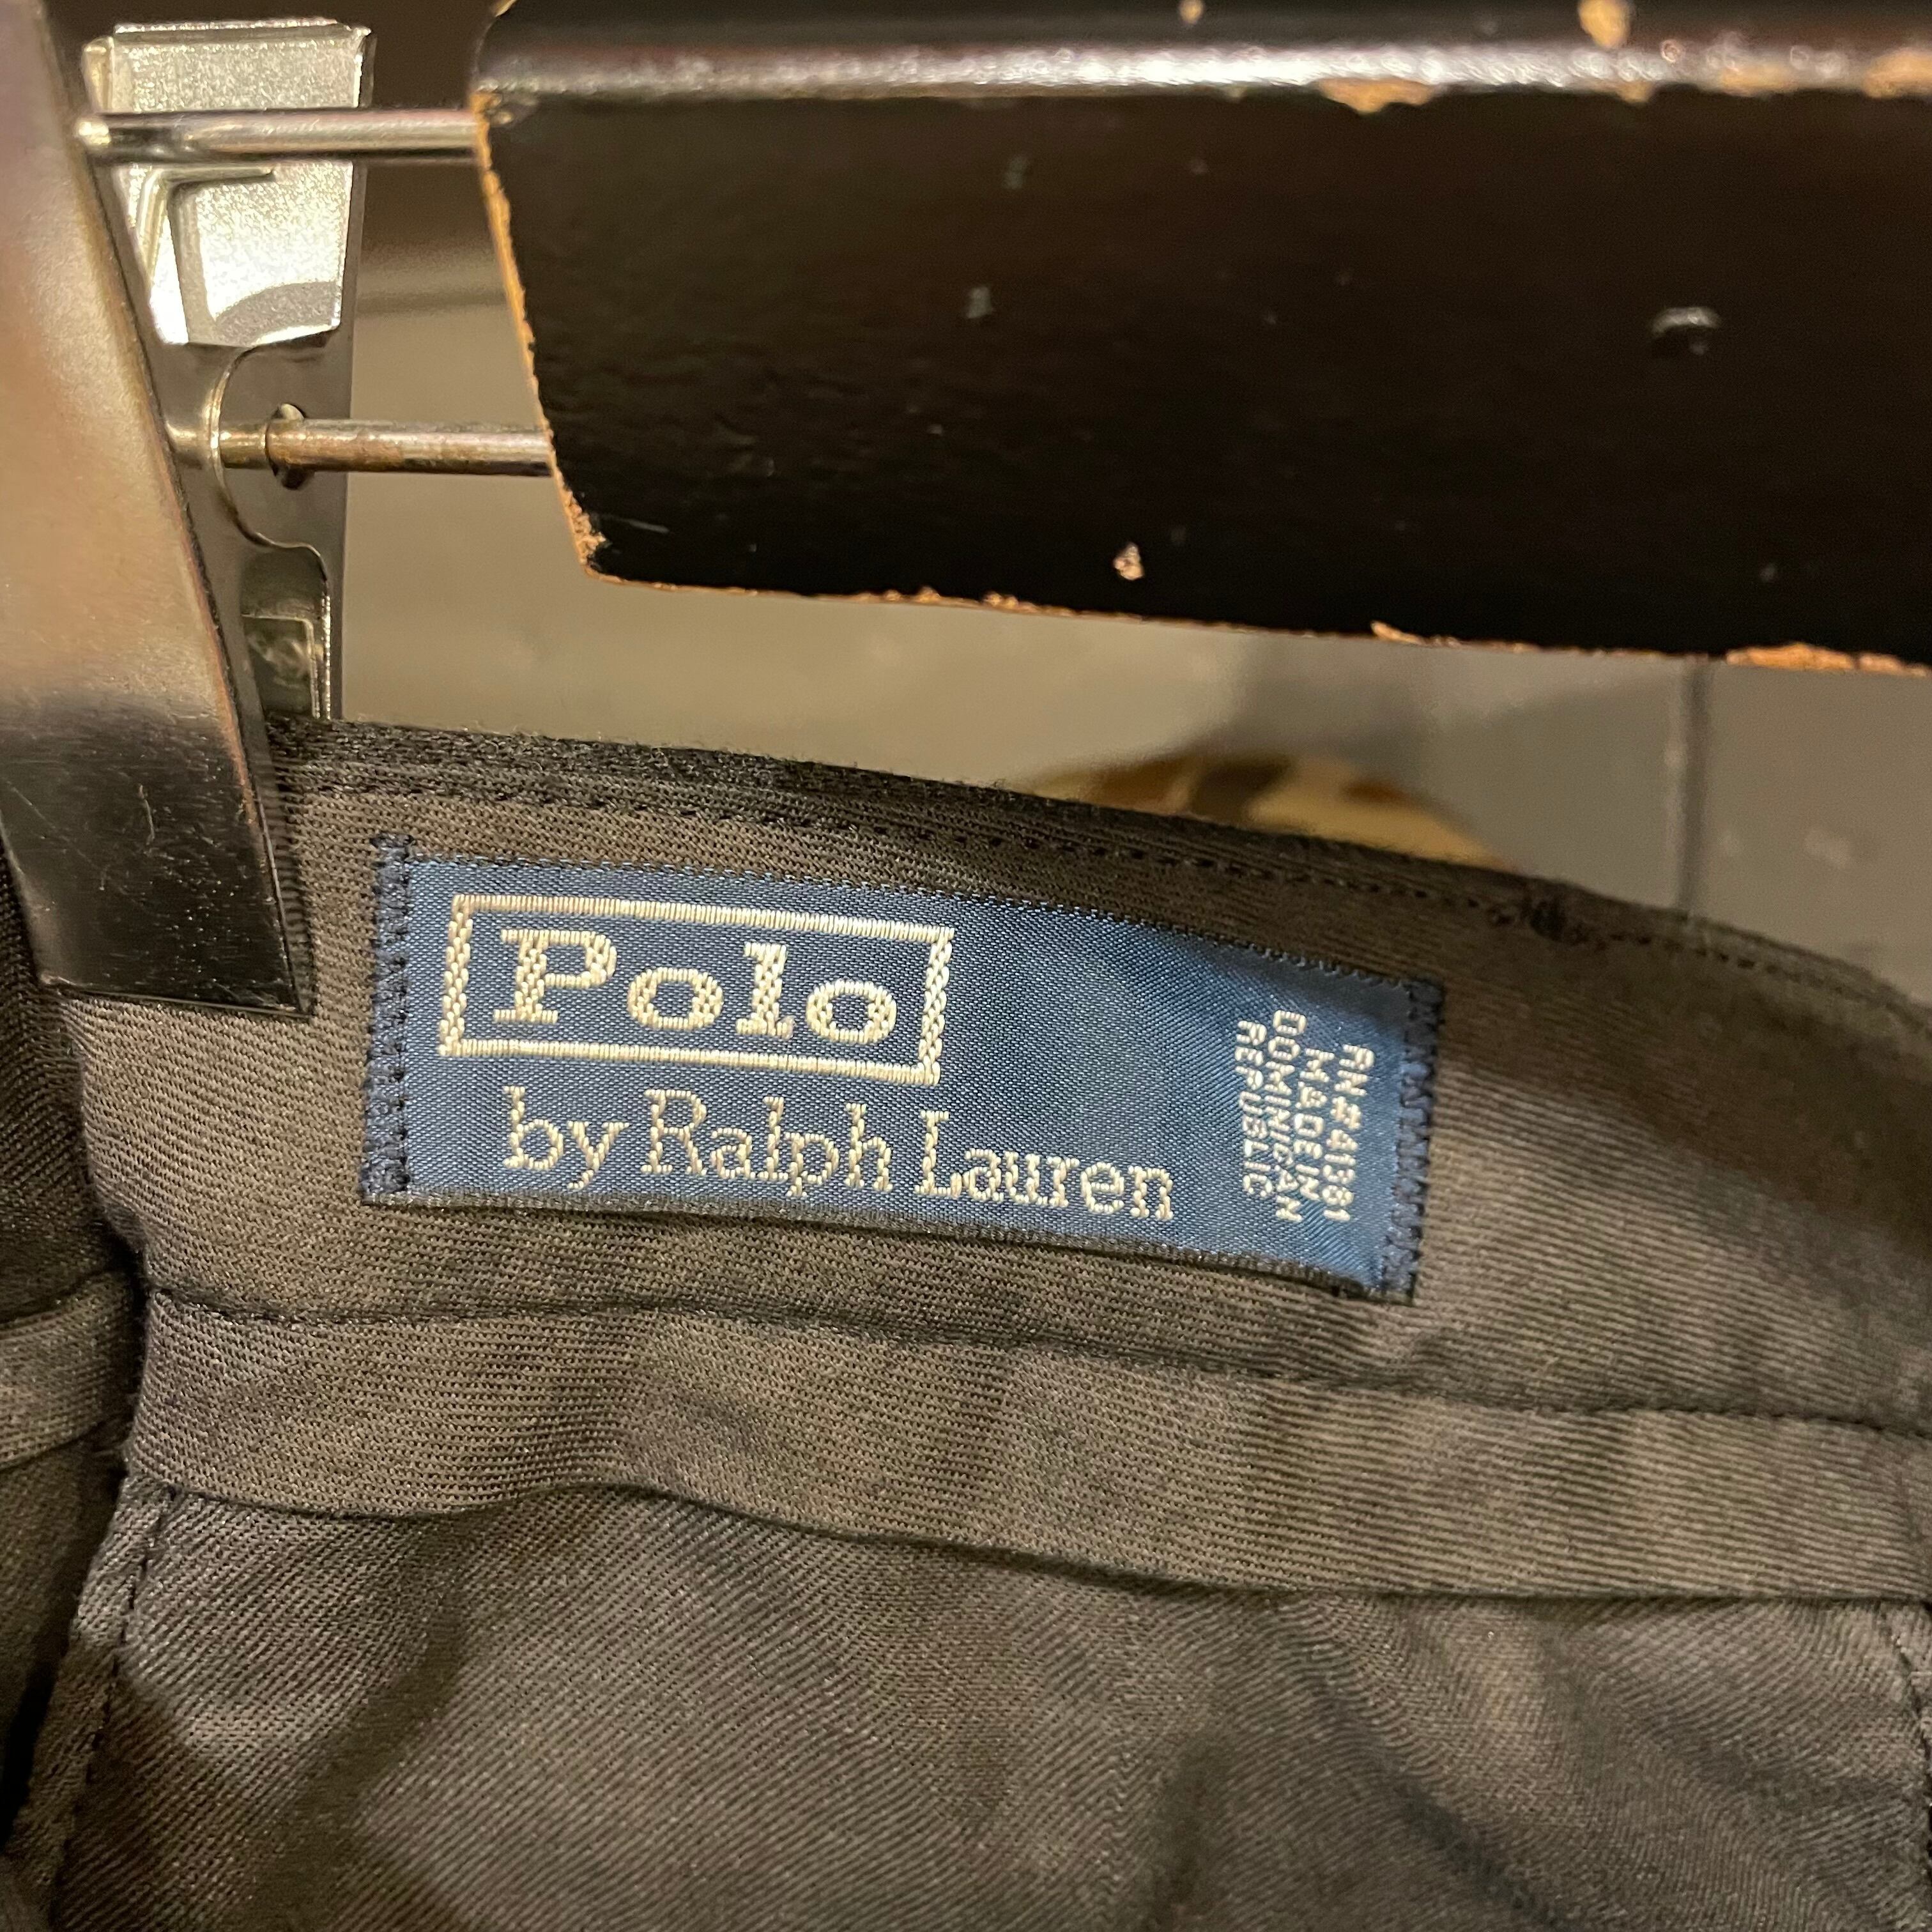 Polo
by Ralph Lauren
RN#41381
MADE IN
DOMINICAN
REPUBLIC